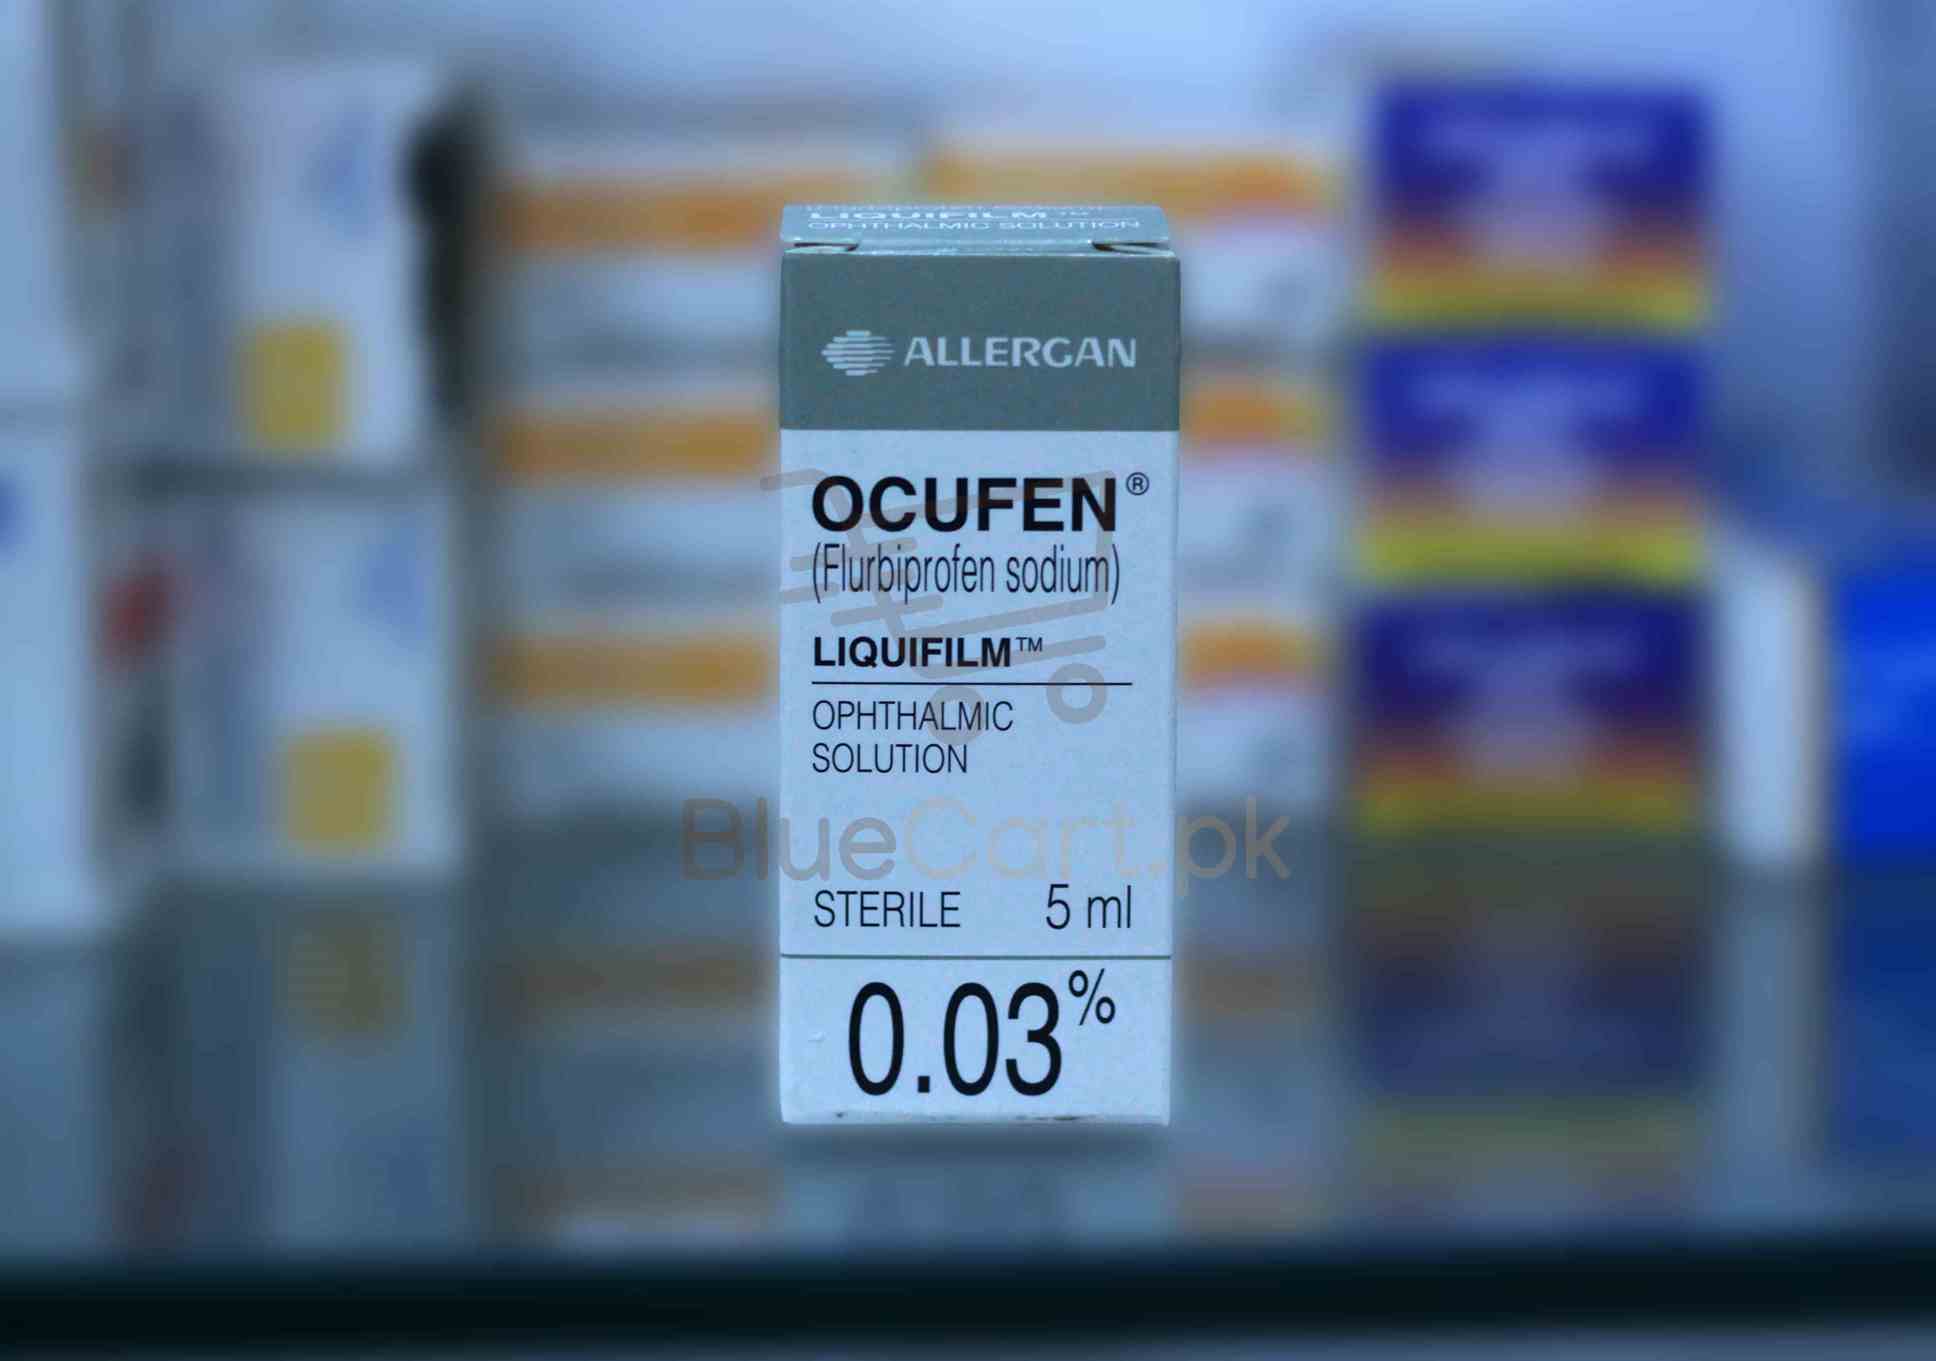 LIQUIFILM™
OPHTHALMIC SOLUTION
ALLERGAN
OCUFEN®
(Flurbiprofen sodium)
LIQUIFILM™
OPHTHALMIC
SOLUTION
BlueCart.pk
STERILE 5 ml
0.03%